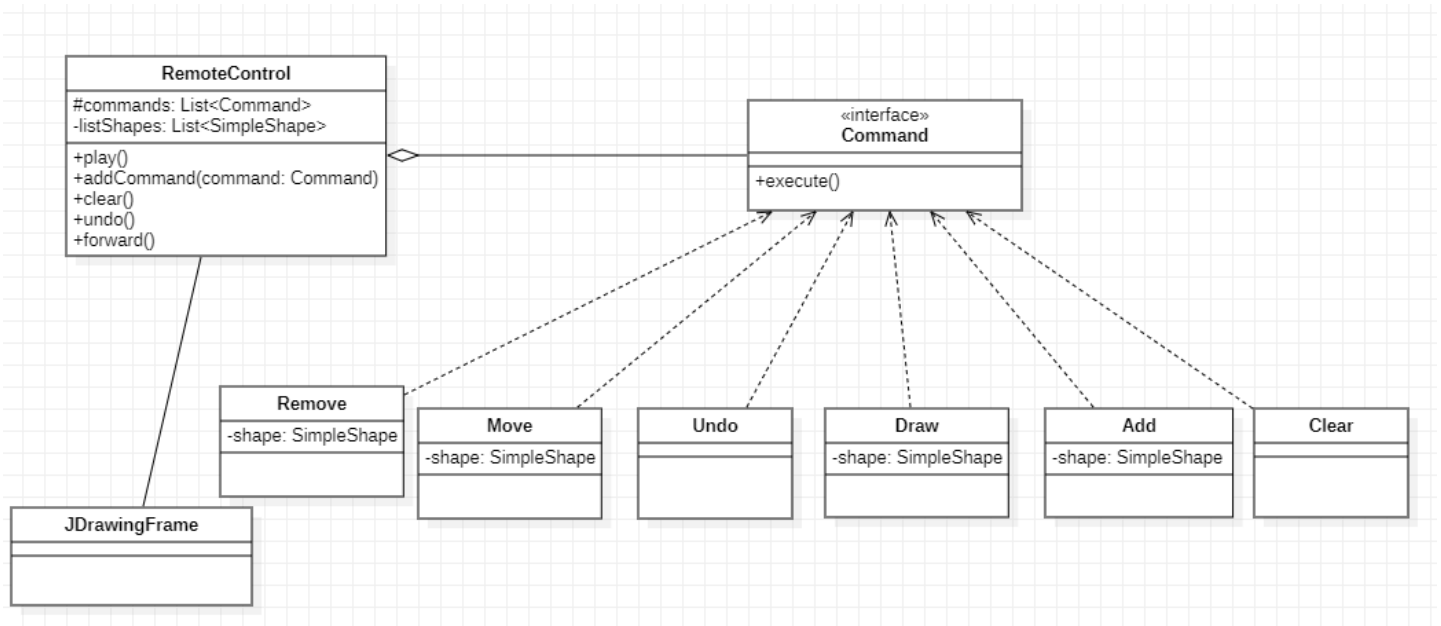 RemoteControl
#commands: List<Command>
-listShapes: List<SimpleShape>
+play()
+addCommand(command: Command)
+clear()
+undo()
+forward()
«interface»
Command
+execute()
Remove
-shape: SimpleShape
Move
-shape: SimpleShape
Undo
Draw
-shape: SimpleShape
Add
-shape: SimpleShape
Clear
JDrawingFrame